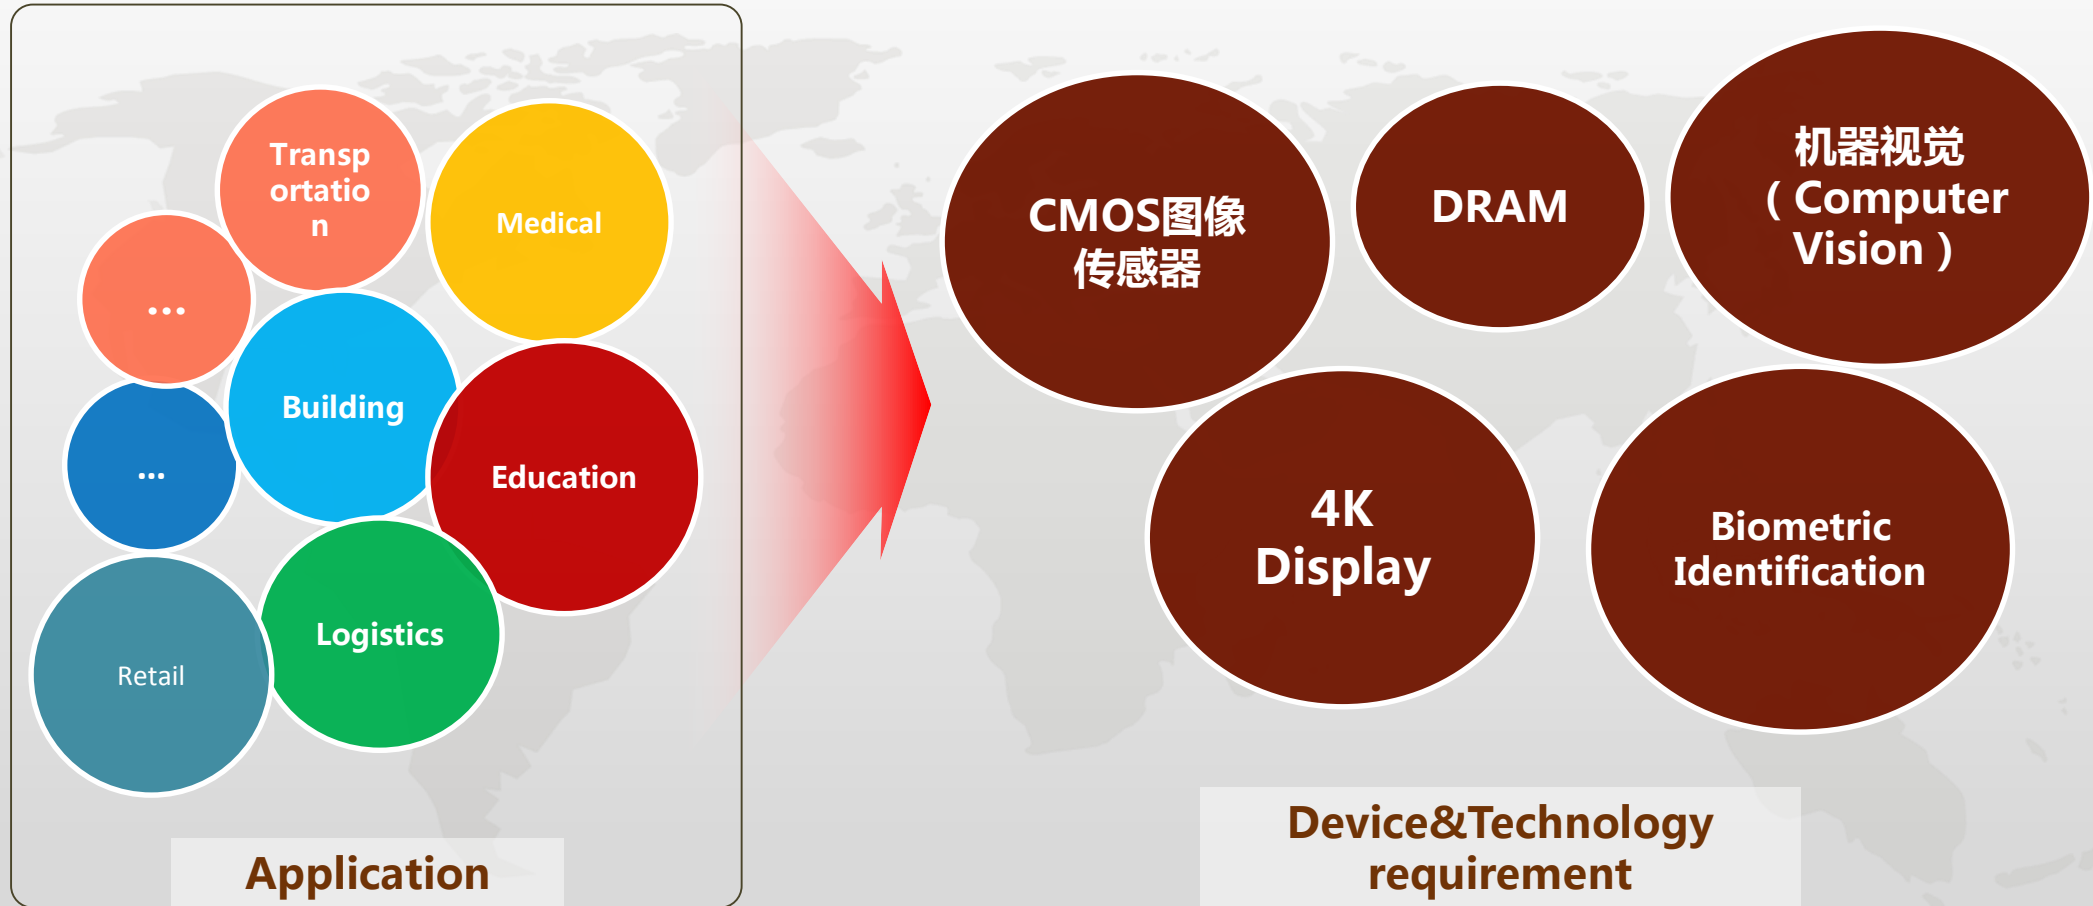 Transp
ortatio
n
Medical
...
Building
...
Education
Logistics
Retail
Application
CMOS图像
传感器
DRAM
机器视觉
（Computer
Vision）
4K
Display
Biometric
Identification
Device&Technology
requirement